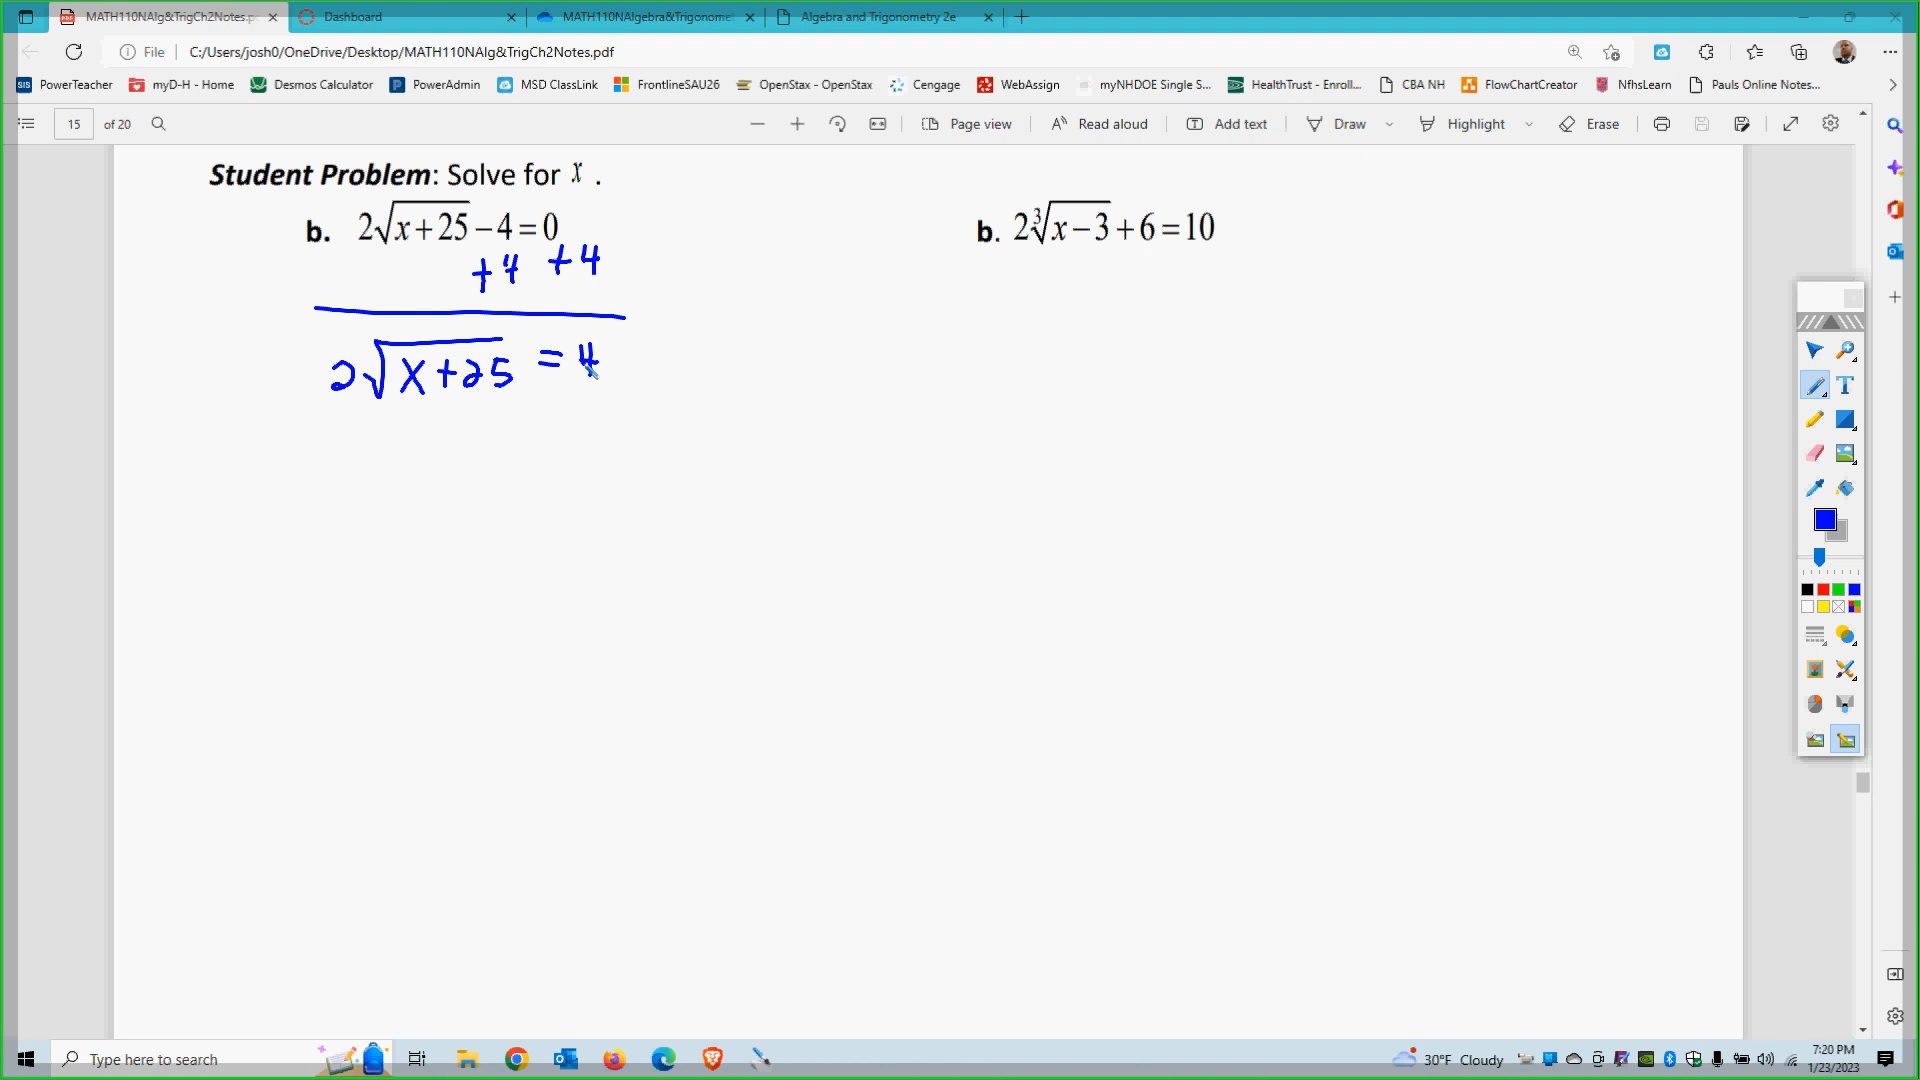 MATH110NAlg&TrigCh2Notes.p
Dashboard
MATH110NAlgebra&Trigonomet
Algebra and Trigonometry 2e
File
C:/Users/josh0/OneDrive/Desktop/MATH110NAlg&TrigCh2Notes.pdf
SIS PowerTeacher
myD-H - Home
Desmos Calculator
PowerAdmin
MSD ClassLink
FrontlineSAU26
OpenStax - OpenStax
Cengage
WebAssign
myNHDOE Single S...
HealthTrust - Enroll...
CBA NH
FlowChartCreator
NfhsLearn
Pauls Online Notes...
15 of 20
Page view
Read aloud
Add text
Draw
Highlight
Erase
Student Problem: Solve for x .
b. 2√x+25 −4=0
b. 2∛x−3+6=10
+4 +4
2√x+25 = 4
Type here to search
30°F Cloudy
7:20 PM
1/23/2023